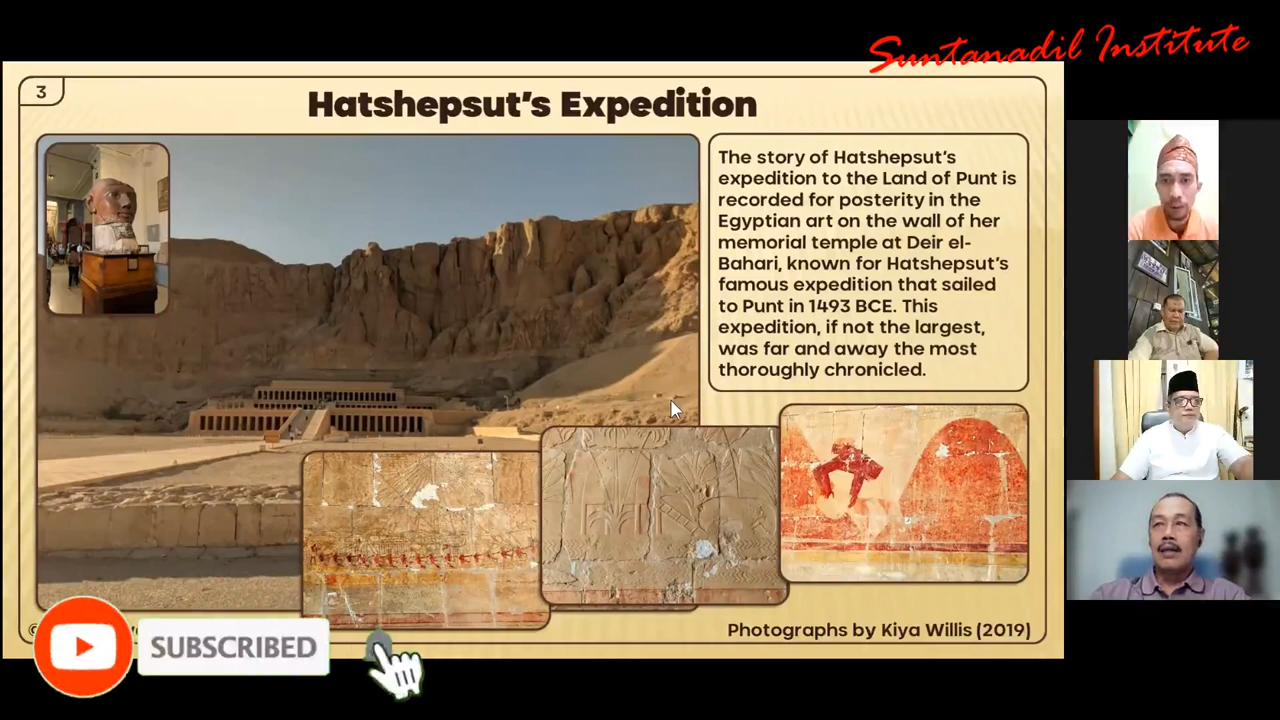 Suntanadil Institute
3
Hatshepsut's Expedition
The story of Hatshepsut's
expedition to the Land of Punt is
recorded for posterity in the
Egyptian art on the wall of her
memorial temple at Deir el-
Bahari, known for Hatshepsut's
famous expedition that sailed
to Punt in 1493 BCE. This
expedition, if not the largest,
was far and away the most
thoroughly chronicled.
Photographs by Kiya Willis (2019)
SUBSCRIBED